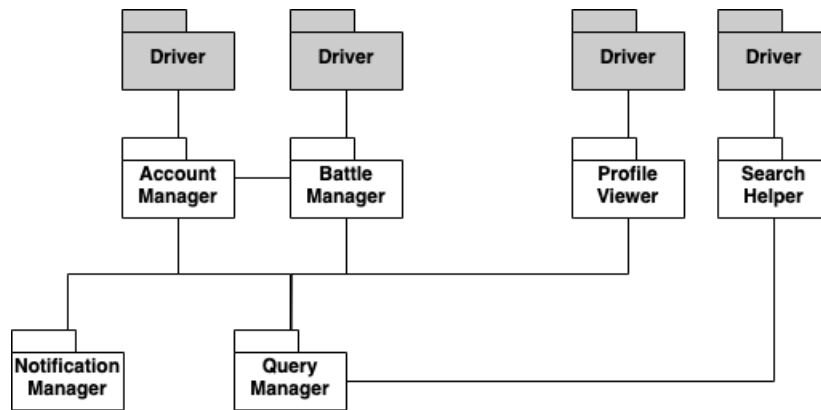 Driver
Driver
Driver
Driver
Account
Manager
Battle
Manager
Profile
Viewer
Search
Helper
Notification
Manager
Query
Manager